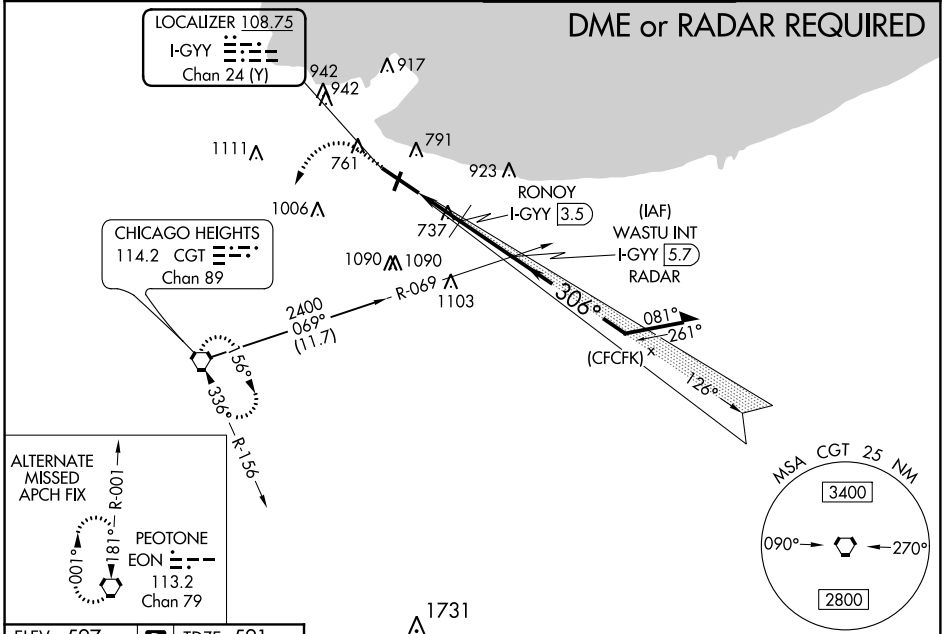 DME or RADAR REQUIRED
LOCALIZER 108.75
I-GYY
Chan 24 (Y)
942
942
917
1111
761
791
923
1006
RONOY
I-GYY 3.5
737
(IAF)
WASTU INT
I-GYY 5.7
RADAR
CHICAGO HEIGHTS
114.2 CGT
Chan 89
1090
1090
1103
R-069
2400
069°
(11.7)
306°
081°
261°
(CFCFK) x
126°
156°
336°
R-156
ALTERNATE
MISSED
APCH FIX
R-001
181°
001°
PEOTONE
EON
113.2
Chan 79
MSA CGT 25 NM
3400
090°
270°
2800
1731